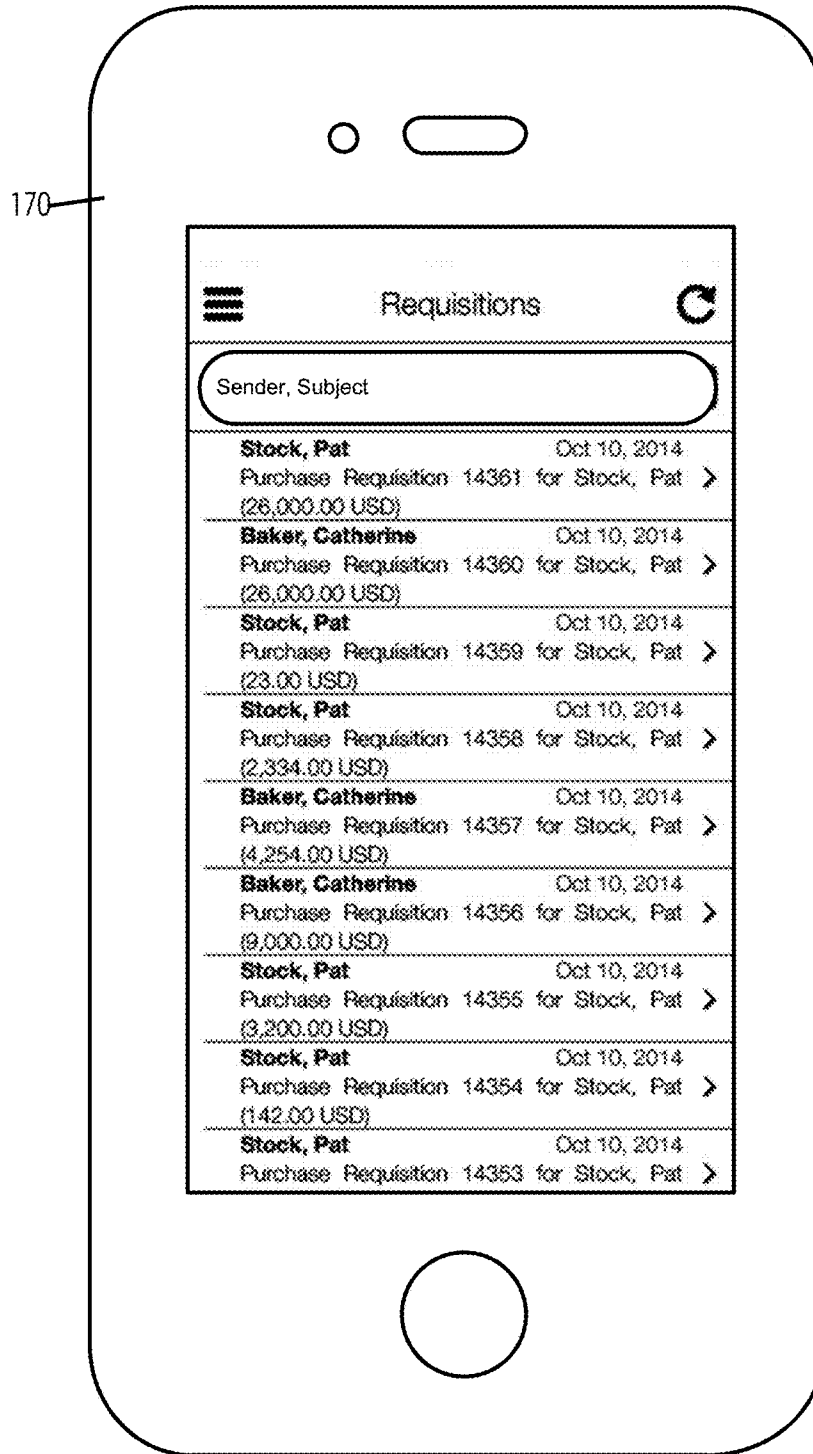 170
Requisitions
Sender, Subject
Stock, Pat Oct 10, 2014
Purchase Requisition 14361 for Stock, Pat
(26,000.00 USD)
Baker, Catherine Oct 10, 2014
Purchase Requisition 14360 for Stock, Pat
(26,000.00 USD)
Stock, Pat Oct 10, 2014
Purchase Requisition 14359 for Stock, Pat
(23.00 USD)
Stock, Pat Oct 10, 2014
Purchase Requisition 14358 for Stock, Pat
(2,334.00 USD)
Baker, Catherine Oct 10, 2014
Purchase Requisition 14357 for Stock, Pat
(4,254.00 USD)
Baker, Catherine Oct 10, 2014
Purchase Requisition 14356 for Stock, Pat
(9,000.00 USD)
Stock, Pat Oct 10, 2014
Purchase Requisition 14355 for Stock, Pat
(3,200.00 USD)
Stock, Pat Oct 10, 2014
Purchase Requisition 14354 for Stock, Pat
(142.00 USD)
Stock, Pat Oct 10, 2014
Purchase Requisition 14353 for Stock, Pat